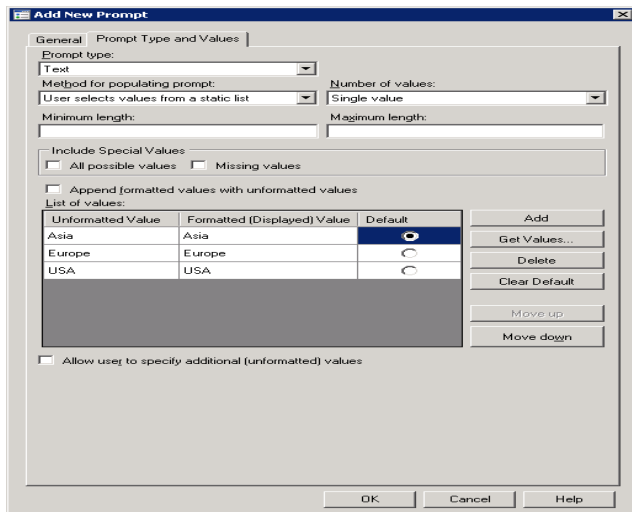 Add New Prompt
General Prompt Type and Values
Prompt type:
Text
Method for populating prompt: Number of values:
User selects values from a static list Single value
Minimum length: Maximum length:
Include Special Values
All possible values Missing values
Append formatted values with unformatted values
List of values:
Unformatted Value Formatted (Displayed) Value Default Add
Asia Asia Get Values...
Europe Europe Delete
USA USA Clear Default
Move up
Move down
Allow user to specify additional (unformatted) values
OK Cancel Help